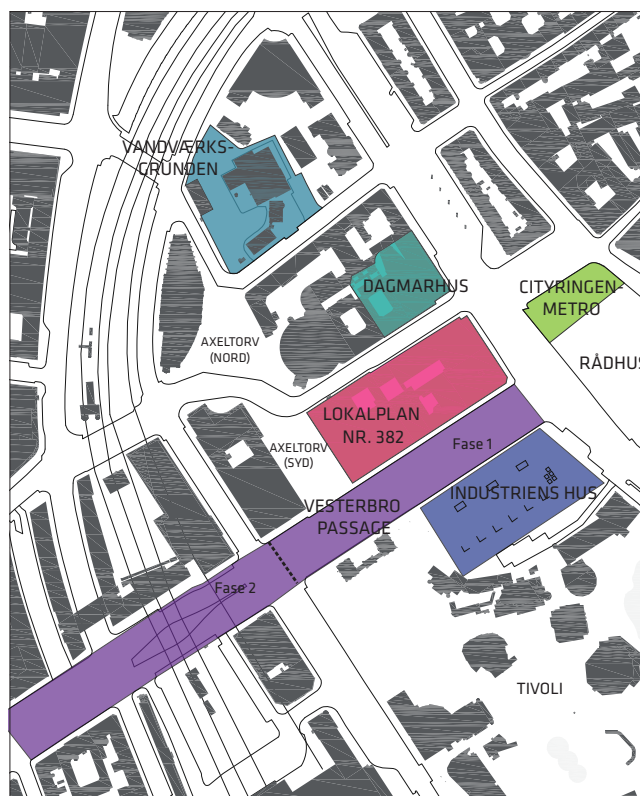 VANDVÆRKS-
GRUNDEN
DAGMARHUS
CITYRINGEN-
METRO
AXELTORV
(NORD)
RÅDHUS
LOKALPLAN
NR. 382
Fase 1
AXELTORV
(SYD)
INDUSTRIENS HUS
VESTERBRO
PASSAGE
Fase 2
TIVOLI